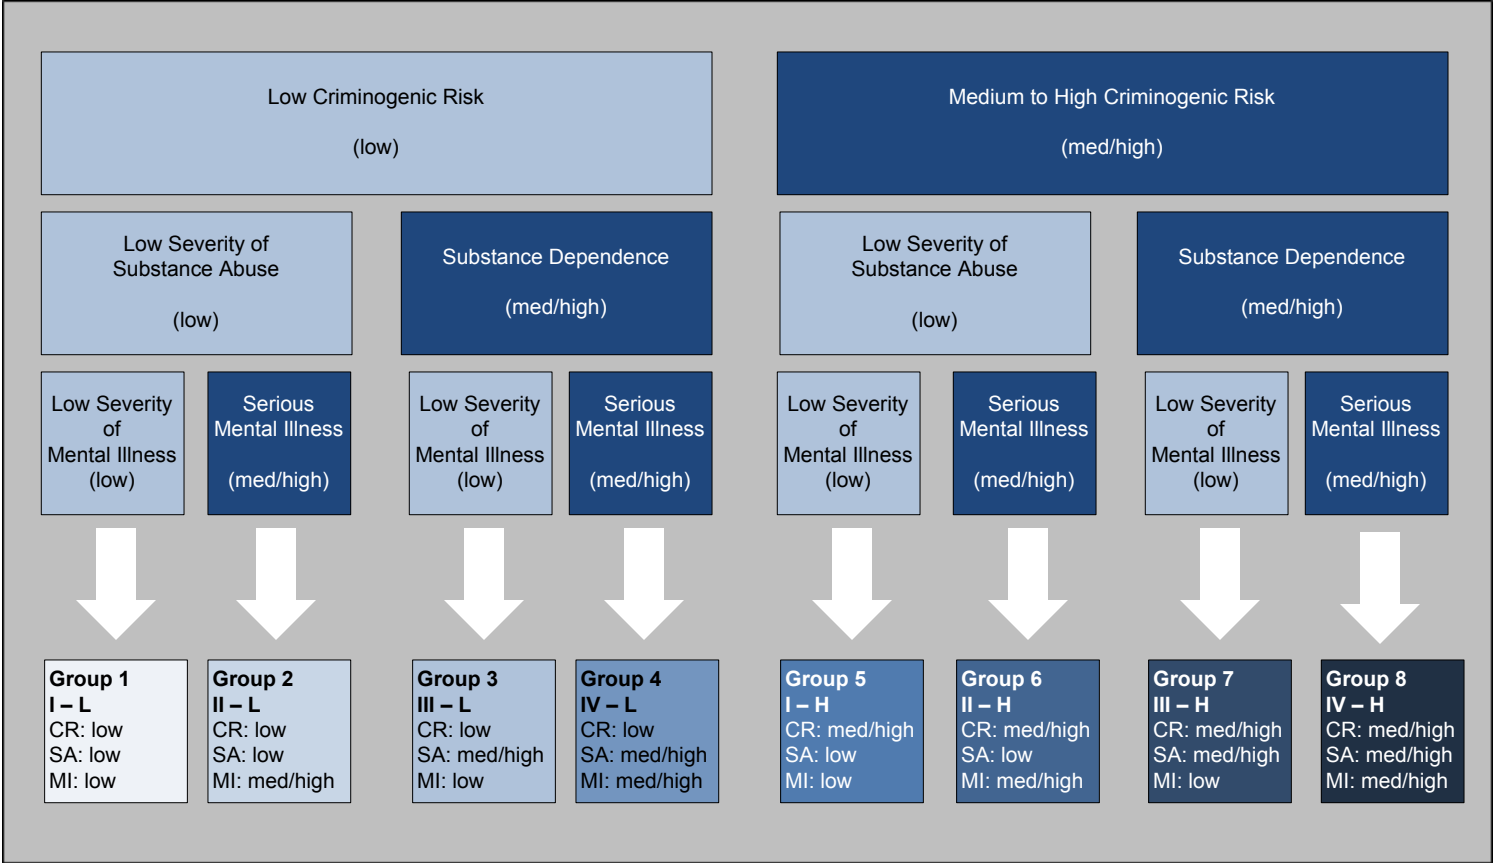 Low Criminogenic Risk
(low)
Medium to High Criminogenic Risk
(med/high)
Low Severity of
Substance Abuse
(low)
Substance Dependence
(med/high)
Low Severity of
Substance Abuse
(low)
Substance Dependence
(med/high)
Low Severity
of
Mental Illness
(low)
Serious
Mental Illness
(med/high)
Low Severity
of
Mental Illness
(low)
Serious
Mental Illness
(med/high)
Low Severity
of
Mental Illness
(low)
Serious
Mental Illness
(med/high)
Low Severity
of
Mental Illness
(low)
Serious
Mental Illness
(med/high)
Group 1
I – L
CR: low
SA: low
MI: low
Group 2
II – L
CR: low
SA: low
MI: med/high
Group 3
III – L
CR: low
SA: med/high
MI: low
Group 4
IV – L
CR: low
SA: med/high
MI: med/high
Group 5
I – H
CR: med/high
SA: low
MI: low
Group 6
II – H
CR: med/high
SA: low
MI: med/high
Group 7
III – H
CR: med/high
SA: med/high
MI: low
Group 8
IV – H
CR: med/high
SA: med/high
MI: med/high